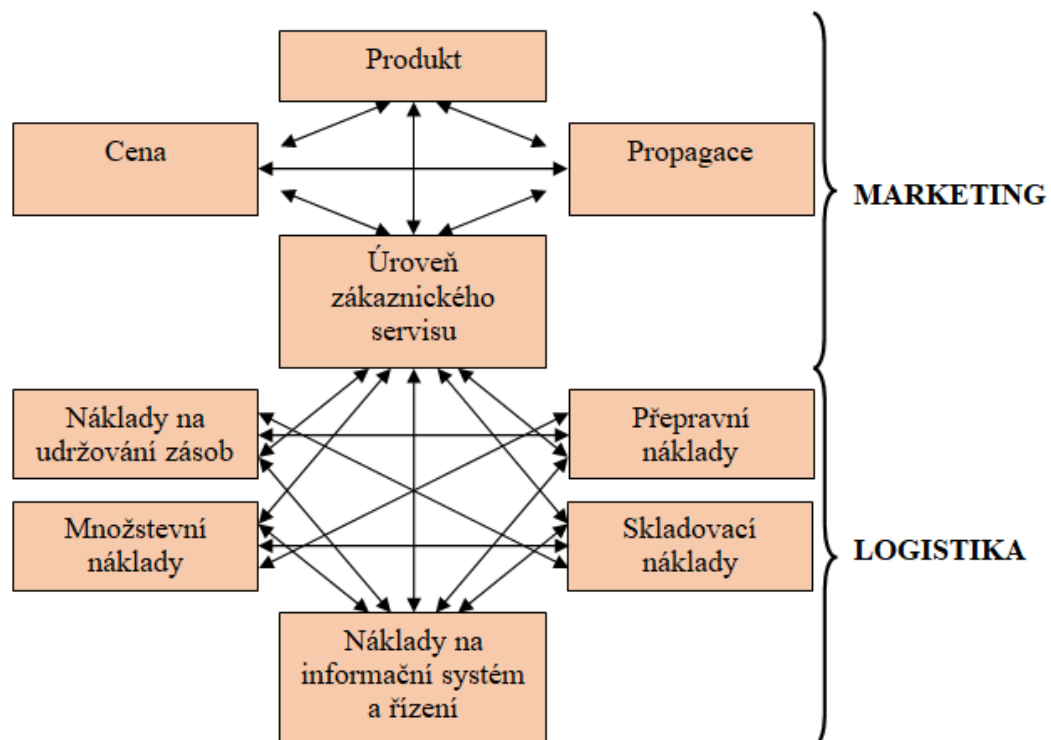 Produkt
Cena
Propagace
MARKETING
Úroveň
zákaznického
servisu
Náklady na
udržování zásob
Přepravní
náklady
Množstevní
náklady
Skladovací
náklady
LOGISTIKA
Náklady na
informační systém
a řízení